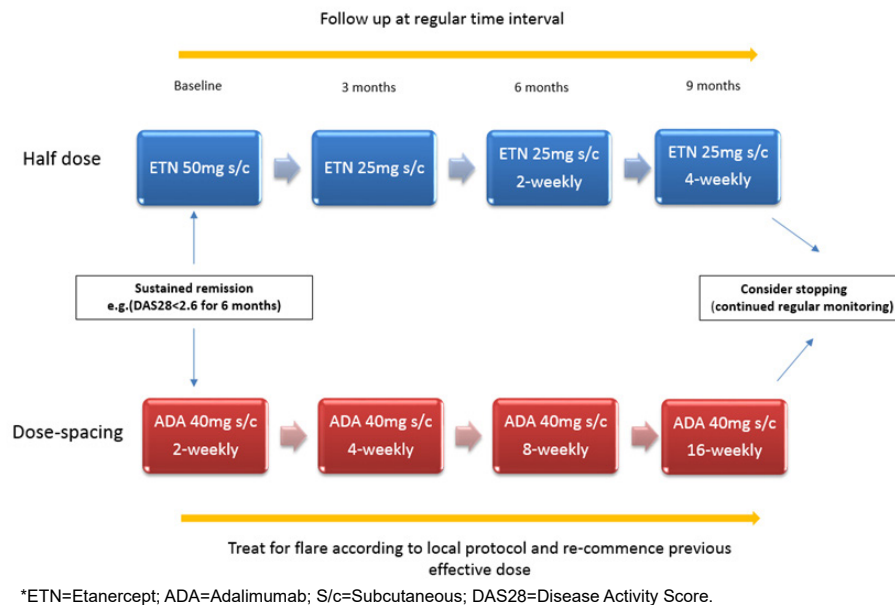 Follow up at regular time interval
Baseline
3 months
6 months
9 months
Half dose
ETN 50mg s/c
ETN 25mg s/c
ETN 25mg s/c
2-weekly
ETN 25mg s/c
4-weekly
Sustained remission
e.g.(DAS28<2.6 for 6 months)
Consider stopping
(continued regular monitoring)
Dose-spacing
ADA 40mg s/c
2-weekly
ADA 40mg s/c
4-weekly
ADA 40mg s/c
8-weekly
ADA 40mg s/c
16-weekly
Treat for flare according to local protocol and re-commence previous
effective dose
*ETN=Etanercept; ADA=Adalimumab; S/c=Subcutaneous; DAS28=Disease Activity Score.